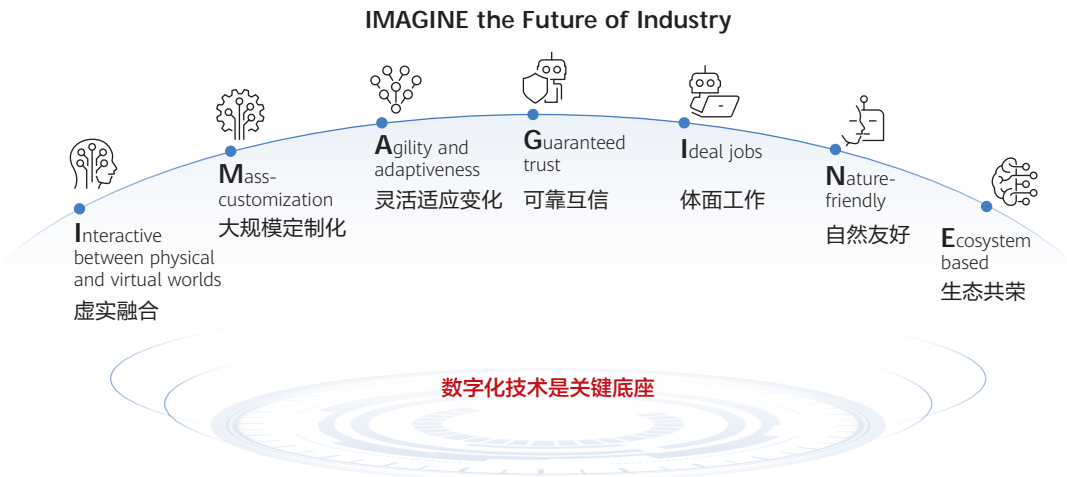 IMAGINE the Future of Industry
Interactive
between physical
and virtual worlds
虚实融合
Mass-
customization
大规模定制化
Agility and
adaptiveness
灵活适应变化
Guaranteed
trust
可靠互信
Ideal jobs
体面工作
Nature-
friendly
自然友好
Ecosystem
based
生态共荣
数字化技术是关键底座